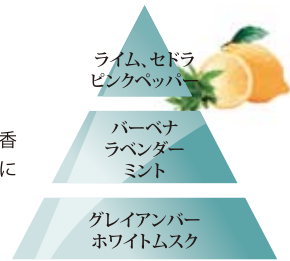 ライム、セドラ
ピンクペッパー
バーベナ
ラベンダー
ミント
香
に
グレイアンバー
ホワイトムスク